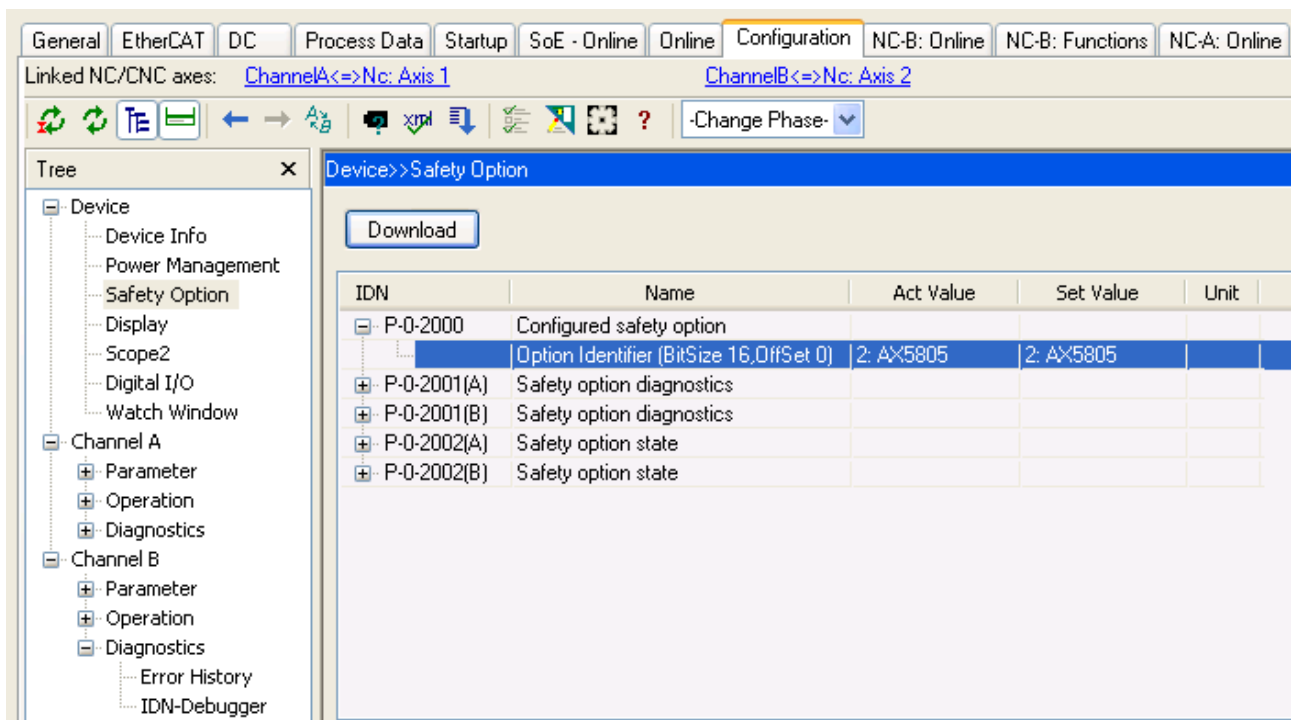 General EtherCAT DC Process Data Startup SoE - Online Online Configuration NC-B: Online NC-B: Functions NC-A: Online
Linked NC/CNC axes: ChannelA<=>Nc: Axis 1 ChannelB<=>Nc: Axis 2
-Change Phase-
Tree
Device>>Safety Option
Device
Device Info
Power Management
Safety Option
Display
Scope2
Digital I/O
Watch Window
Channel A
Parameter
Operation
Diagnostics
Channel B
Parameter
Operation
Diagnostics
Error History
IDN-Debugger
Download
IDN Name Act Value Set Value Unit
P-0-2000 Configured safety option
Option Identifier (BitSize 16,OffSet 0) 2: AX5805 2: AX5805
P-0-2001(A) Safety option diagnostics
P-0-2001(B) Safety option diagnostics
P-0-2002(A) Safety option state
P-0-2002(B) Safety option state